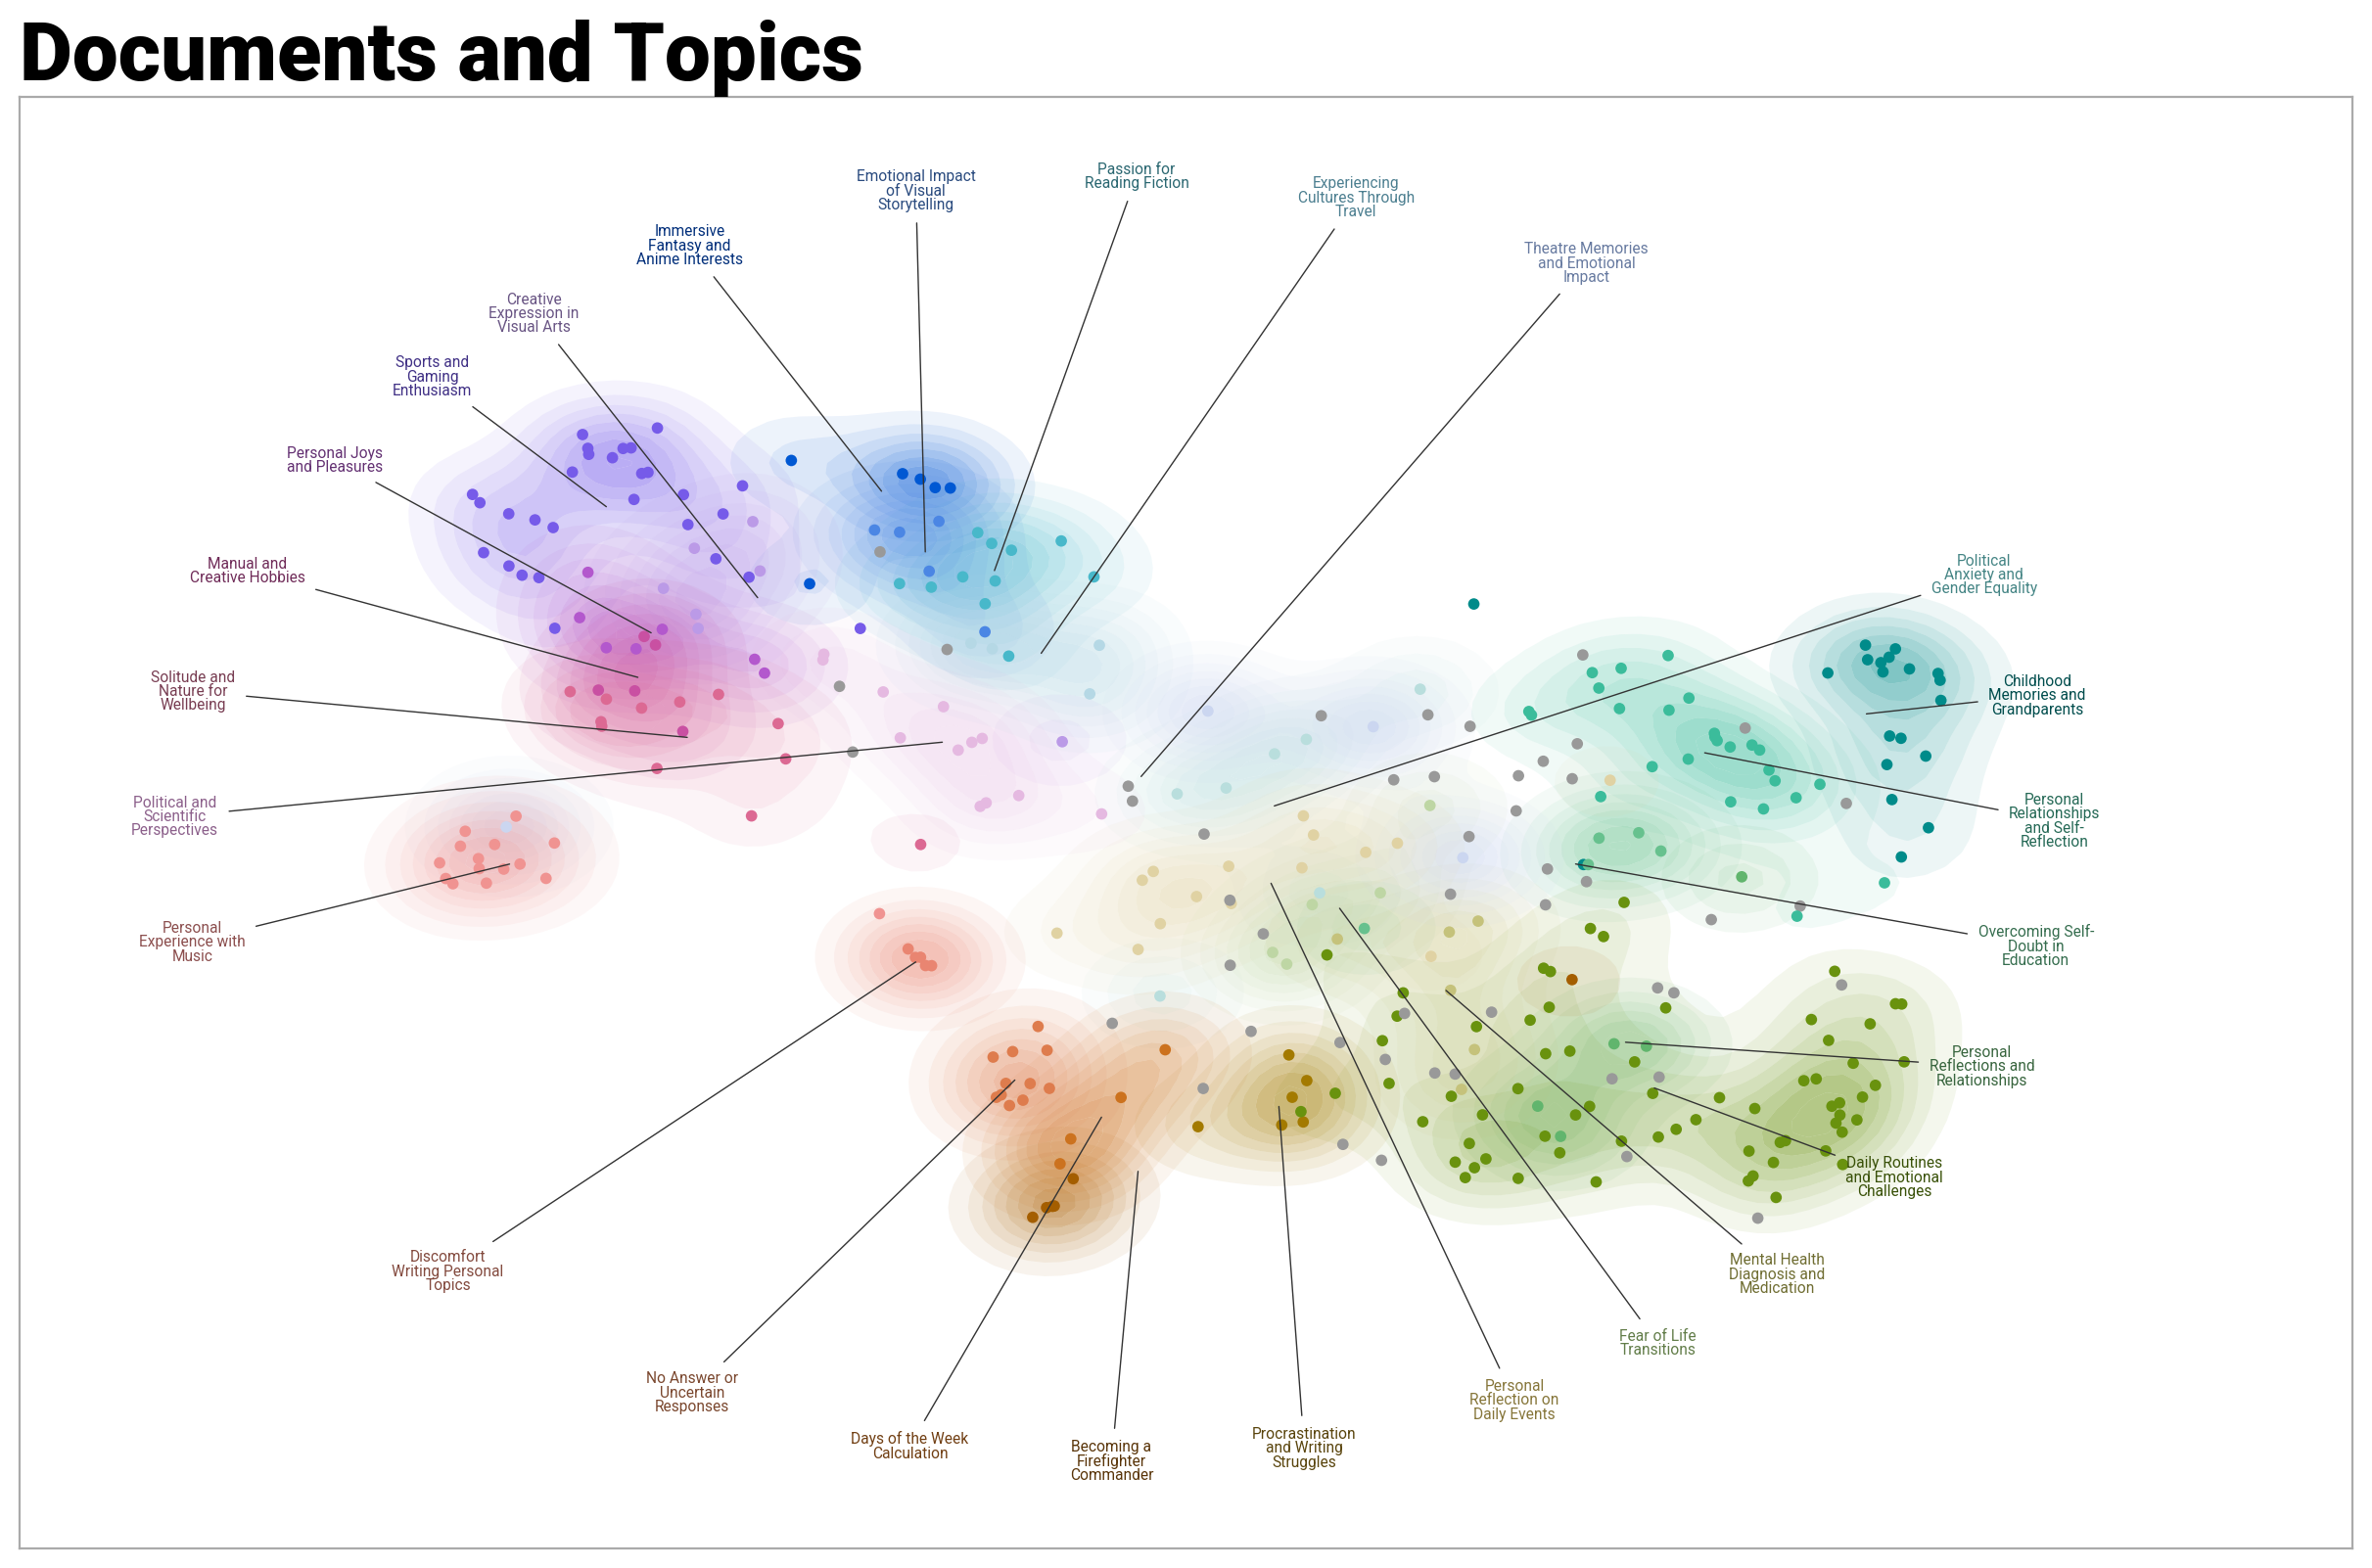 Documents and Topics
Emotional Impact
of Visual
Storytelling
Passion for
Reading Fiction
Experiencing
Cultures Through
Travel
Immersive
Fantasy and
Anime Interests
Theatre Memories
and Emotional
Impact
Creative
Expression in
Visual Arts
Sports and
Gaming
Enthusiasm
Personal Joys
and Pleasures
Manual and
Creative Hobbies
Political
Anxiety and
Gender Equality
Solitude and
Nature for
Wellbeing
Childhood
Memories and
Grandparents
Political and
Scientific
Perspectives
Personal
Relationships
and Self-
Reflection
Personal
Experience with
Music
Overcoming Self-
Doubt in
Education
Personal
Reflections and
Relationships
Daily Routines
and Emotional
Challenges
Discomfort
Writing Personal
Topics
Mental Health
Diagnosis and
Medication
Fear of Life
Transitions
No Answer or
Uncertain
Responses
Personal
Reflection on
Daily Events
Days of the Week
Calculation
Becoming a
Firefighter
Commander
Procrastination
and Writing
Struggles